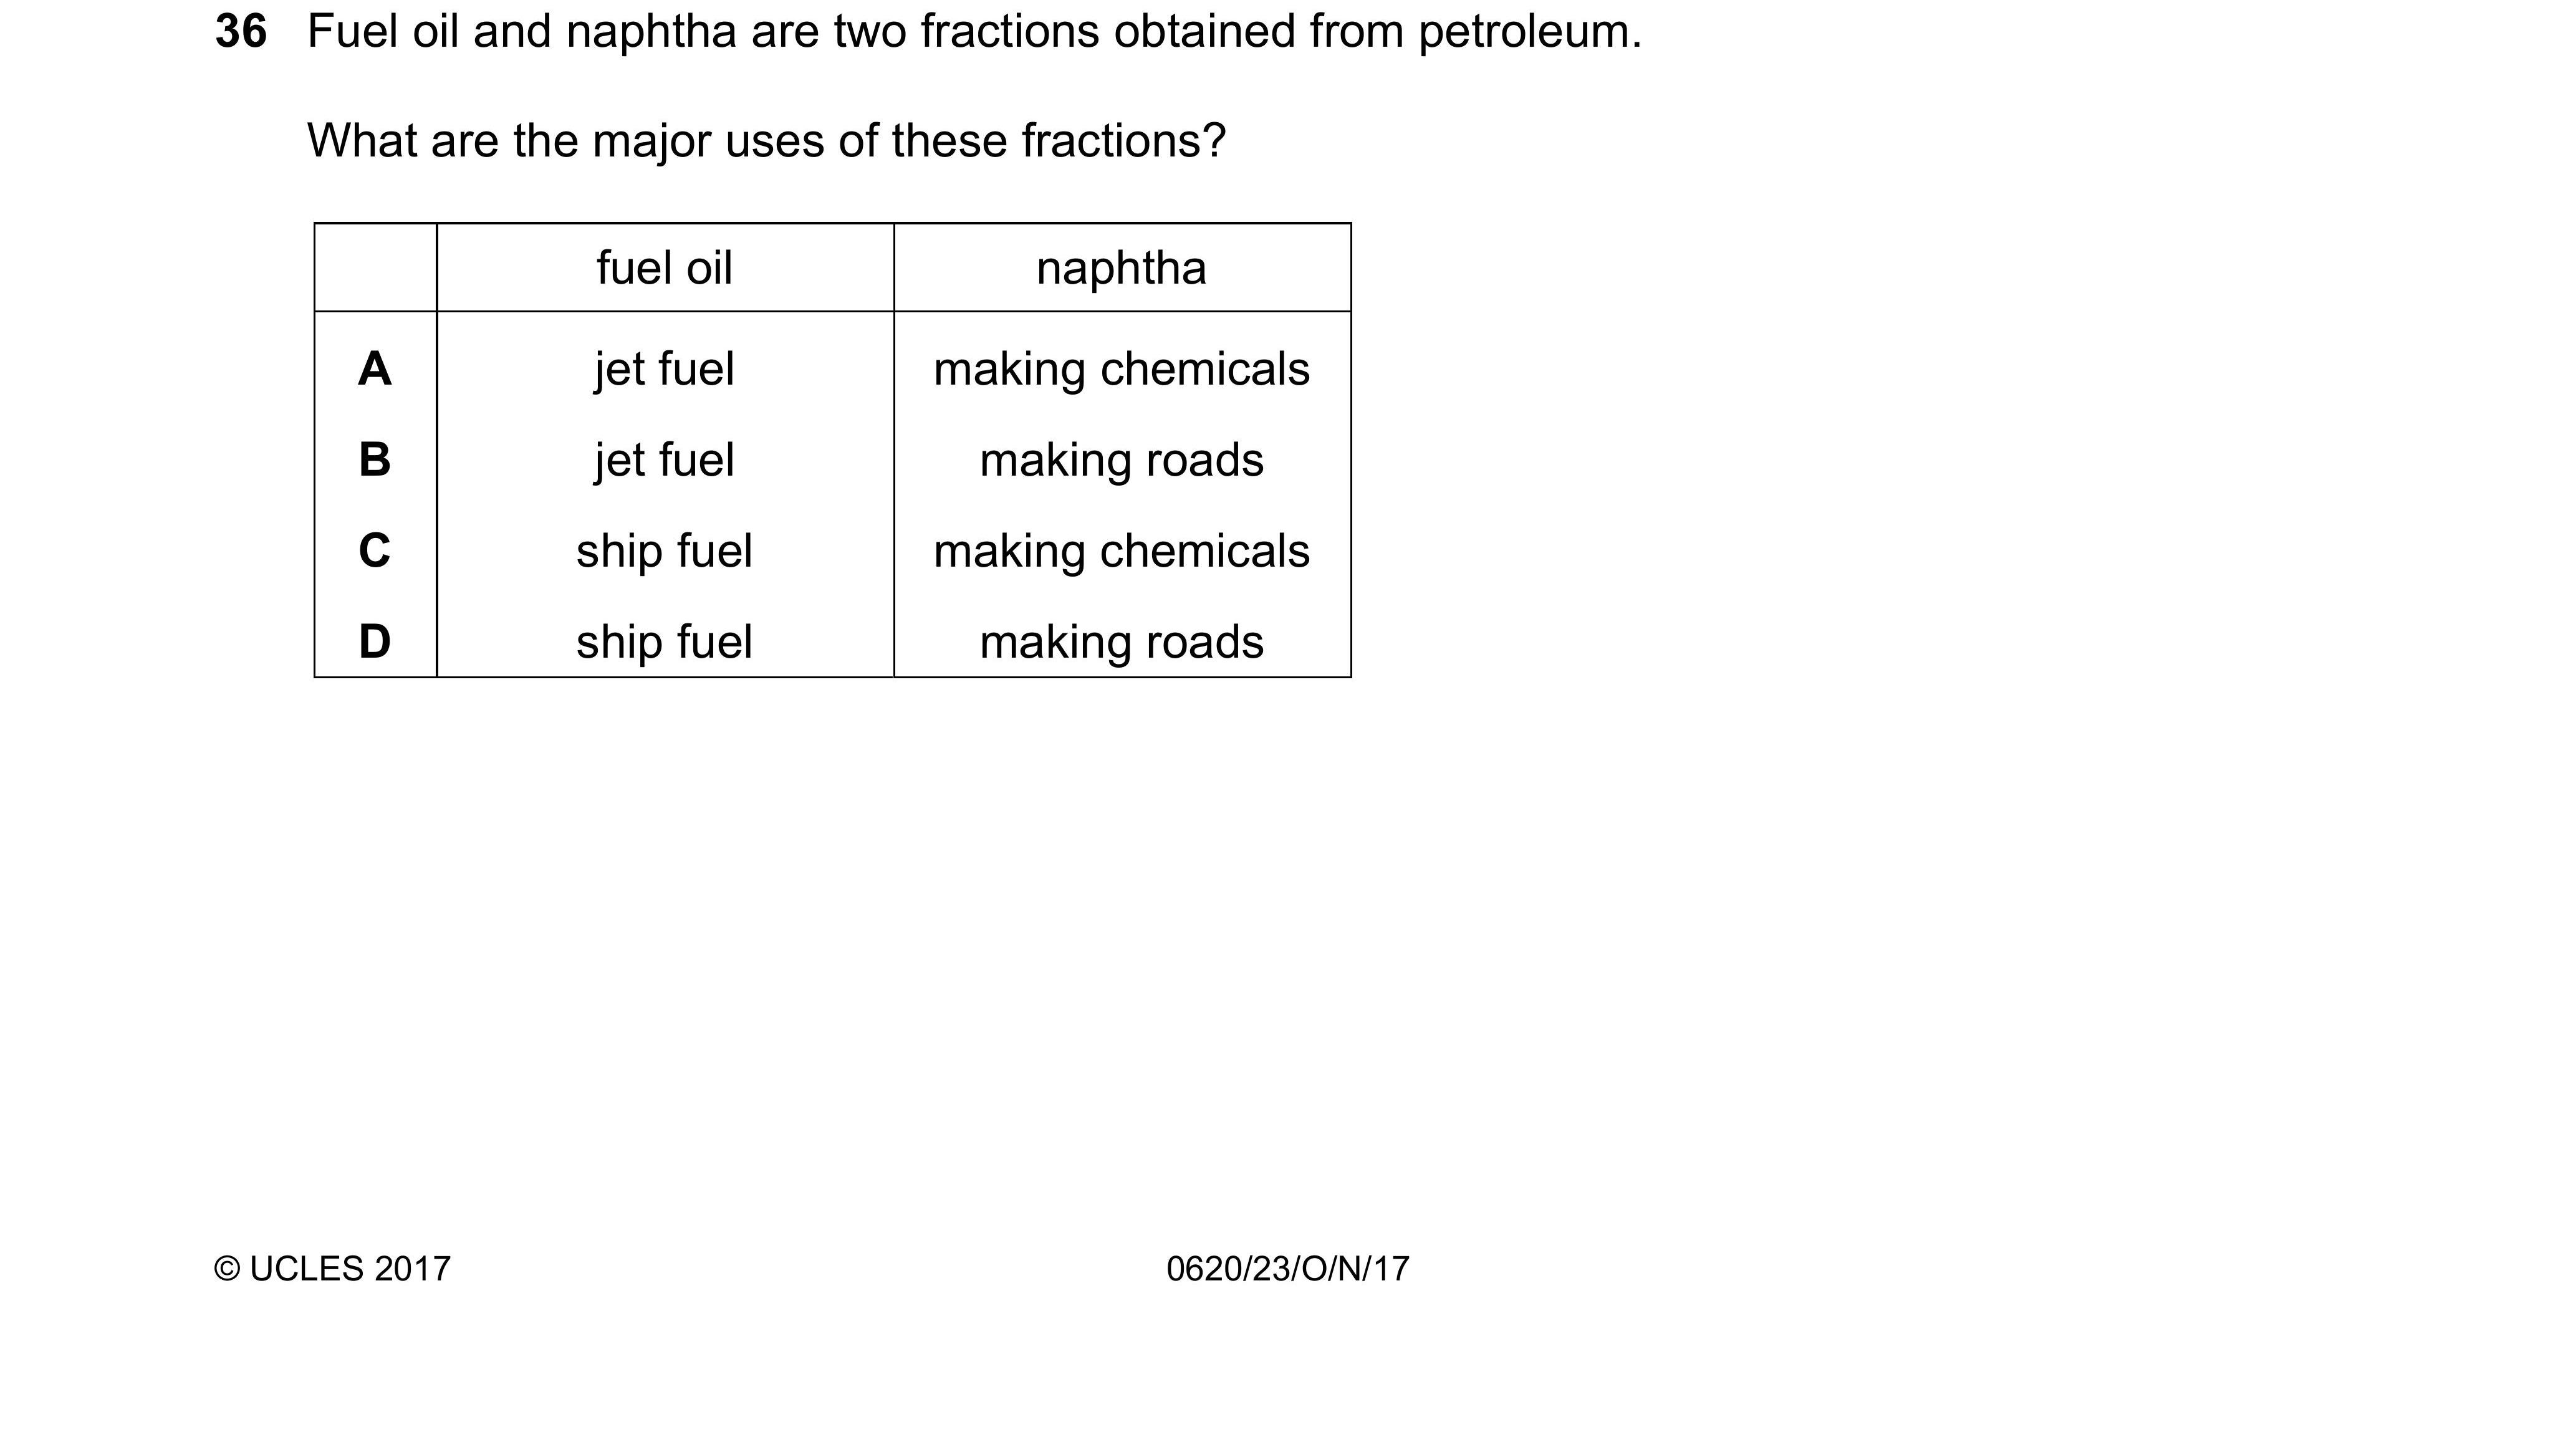 36 Fuel oil and naphtha are two fractions obtained from petroleum.
What are the major uses of these fractions?
fuel oil naphtha
A jet fuel making chemicals
B jet fuel making roads
C ship fuel making chemicals
D ship fuel making roads
© UCLES 2017 0620/23/O/N/17